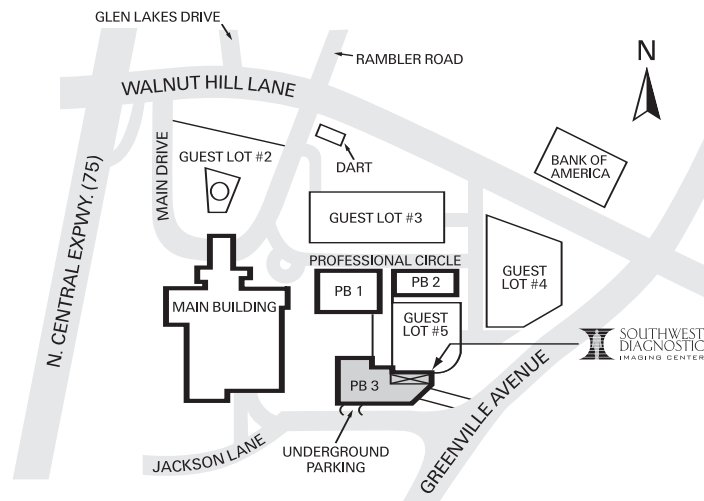 GLEN LAKES DRIVE
RAMBLER ROAD
N
WALNUT HILL LANE
MAIN DRIVE
GUEST LOT #2
DART
BANK OF
AMERICA
N. CENTRAL EXPWY. (75)
GUEST LOT #3
PROFESSIONAL CIRCLE
GUEST
LOT #4
MAIN BUILDING
PB 1
PB 2
GUEST
LOT #5
SOUTHWEST
DIAGNOSTIC
IMAGING CENTER
PB 3
GREENVILLE AVENUE
JACKSON LANE
UNDERGROUND
PARKING